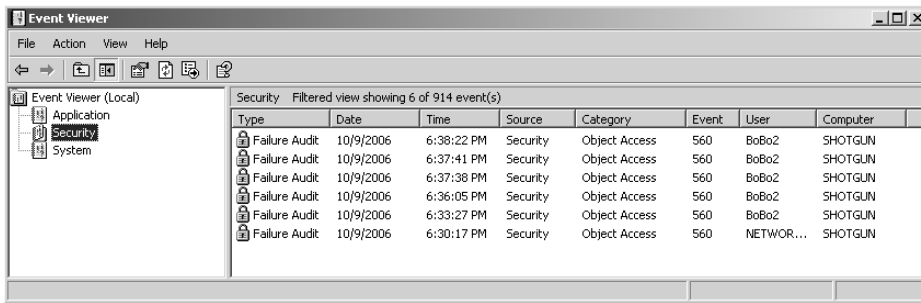 Event Viewer
File Action View Help
Event Viewer (Local)
Application
Security
System
Security Filtered view showing 6 of 914 event(s)
Type Date Time Source Category Event User Computer
Failure Audit 10/9/2006 6:38:22 PM Security Object Access 560 BoBo2 SHOTGUN
Failure Audit 10/9/2006 6:37:41 PM Security Object Access 560 BoBo2 SHOTGUN
Failure Audit 10/9/2006 6:37:38 PM Security Object Access 560 BoBo2 SHOTGUN
Failure Audit 10/9/2006 6:36:05 PM Security Object Access 560 BoBo2 SHOTGUN
Failure Audit 10/9/2006 6:33:27 PM Security Object Access 560 BoBo2 SHOTGUN
Failure Audit 10/9/2006 6:30:17 PM Security Object Access 560 NETWOR... SHOTGUN